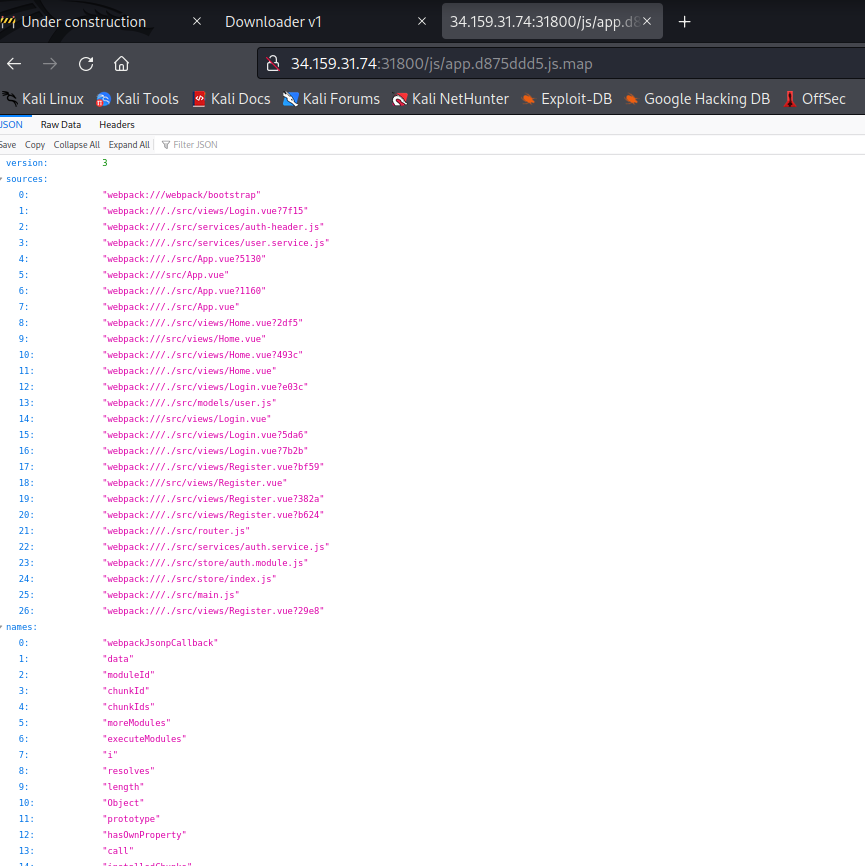 Under construction
Downloader v1
34.159.31.74:31800/js/app.d8
34.159.31.74:31800/js/app.d875ddd5.js.map
Kali Linux Kali Tools Kali Docs Kali Forums Kali NetHunter Exploit-DB Google Hacking DB OffSec
JSON Raw Data Headers
Save Copy Collapse All Expand All Filter JSON
version: 3
sources:
0: "webpack:///webpack/bootstrap"
1: "webpack:///./src/views/Login.vue?7f15"
2: "webpack:///./src/services/auth-header.js"
3: "webpack:///./src/services/user.service.js"
4: "webpack:///./src/App.vue?5130"
5: "webpack:///src/App.vue"
6: "webpack:///./src/App.vue?1160"
7: "webpack:///./src/App.vue"
8: "webpack:///./src/views/Home.vue?2df5"
9: "webpack:///src/views/Home.vue"
10: "webpack:///./src/views/Home.vue?493c"
11: "webpack:///./src/views/Home.vue"
12: "webpack:///./src/views/Login.vue?e03c"
13: "webpack:///./src/models/user.js"
14: "webpack:///src/views/Login.vue"
15: "webpack:///./src/views/Login.vue?5da6"
16: "webpack:///./src/views/Login.vue?7b2b"
17: "webpack:///./src/views/Register.vue?bf59"
18: "webpack:///src/views/Register.vue"
19: "webpack:///./src/views/Register.vue?382a"
20: "webpack:///./src/views/Register.vue?b624"
21: "webpack:///./src/router.js"
22: "webpack:///./src/services/auth.service.js"
23: "webpack:///./src/store/auth.module.js"
24: "webpack:///./src/store/index.js"
25: "webpack:///./src/main.js"
26: "webpack:///./src/views/Register.vue?29e8"
names:
0: "webpackJsonpCallback"
1: "data"
2: "moduleId"
3: "chunkId"
4: "chunkIds"
5: "moreModules"
6: "executeModules"
7: "i"
8: "resolves"
9: "length"
10: "Object"
11: "prototype"
12: "hasOwnProperty"
13: "call"